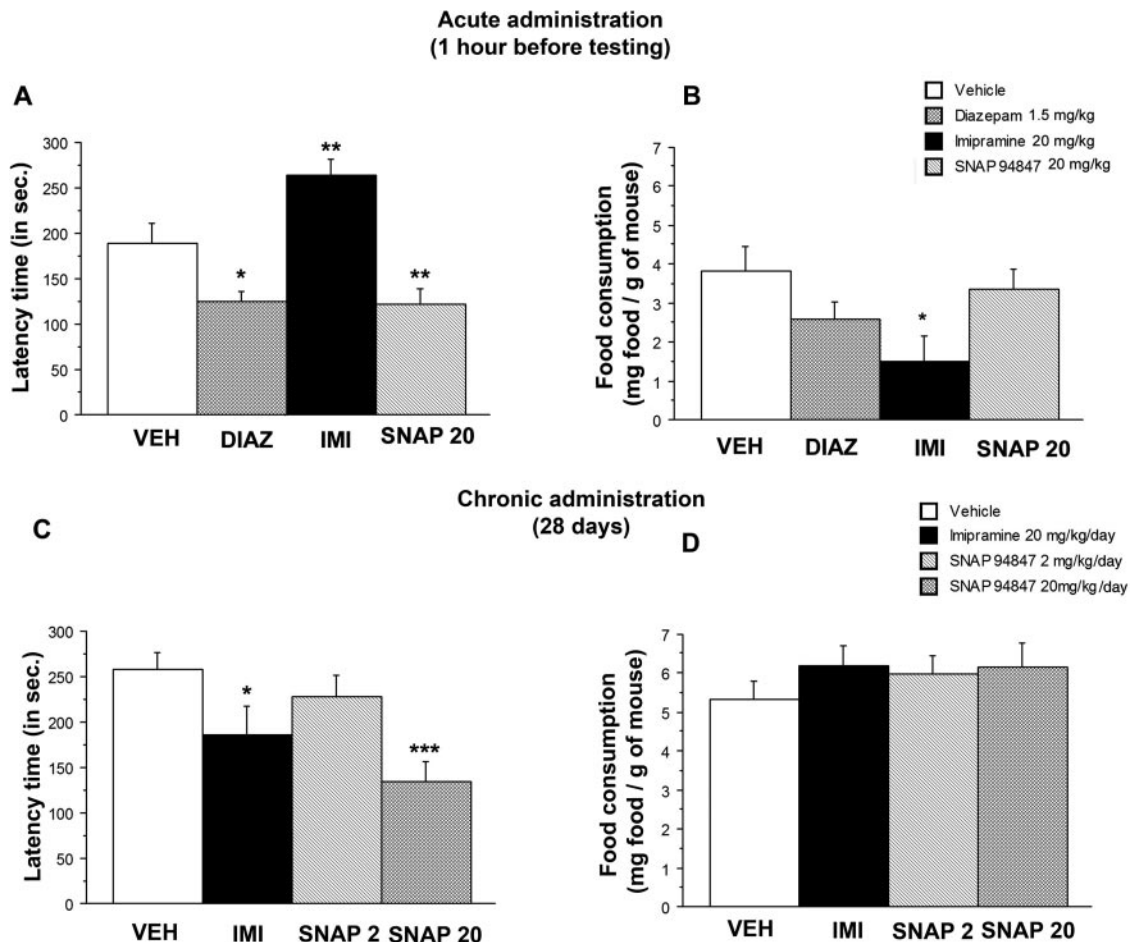 Acute administration
(1 hour before testing)
A
B
Vehicle
Diazepam 1.5 mg/kg
Imipramine 20 mg/kg
SNAP 94847 20 mg/kg
Latency time (in sec.)
300
250
200
150
100
50
0
*
**
**
VEH
DIAZ
IMI
SNAP 20
Food consumption
(mg food / g of mouse)
7
6
5
4
3
2
1
0
*
VEH
DIAZ
IMI
SNAP 20
Chronic administration
(28 days)
C
D
Vehicle
Imipramine 20 mg/kg/day
SNAP 94847 2 mg/kg/day
SNAP 94847 20mg/kg/day
Latency time (in sec.)
300
250
200
150
100
50
0
*
***
VEH
IMI
SNAP 2
SNAP 20
Food consumption
(mg food / g of mouse)
7
6
5
4
3
2
1
0
VEH
IMI
SNAP 2
SNAP 20